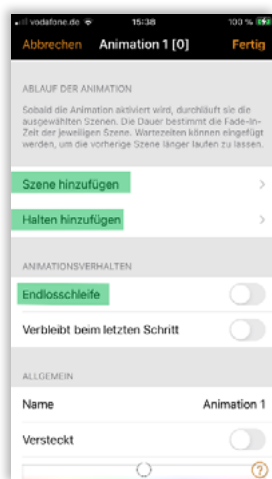 vodafone.de 15:38 100 %
Abbrechen Animation 1 [0] Fertig
ABLAUF DER ANIMATION
Sobald die Animation aktiviert wird, durchläuft sie die
ausgewählten Szenen. Die Dauer bestimmt die Fade-In-
Zeit der jeweiligen Szene. Wartezeiten können eingefügt
werden, um die vorherige Szene länger laufen zu lassen.
Szene hinzufügen
Halten hinzufügen
ANIMATIONSVERHALTEN
Endlosschleife
Verbleibt beim letzten Schritt
ALLGEMEIN
Name Animation 1
Versteckt
?